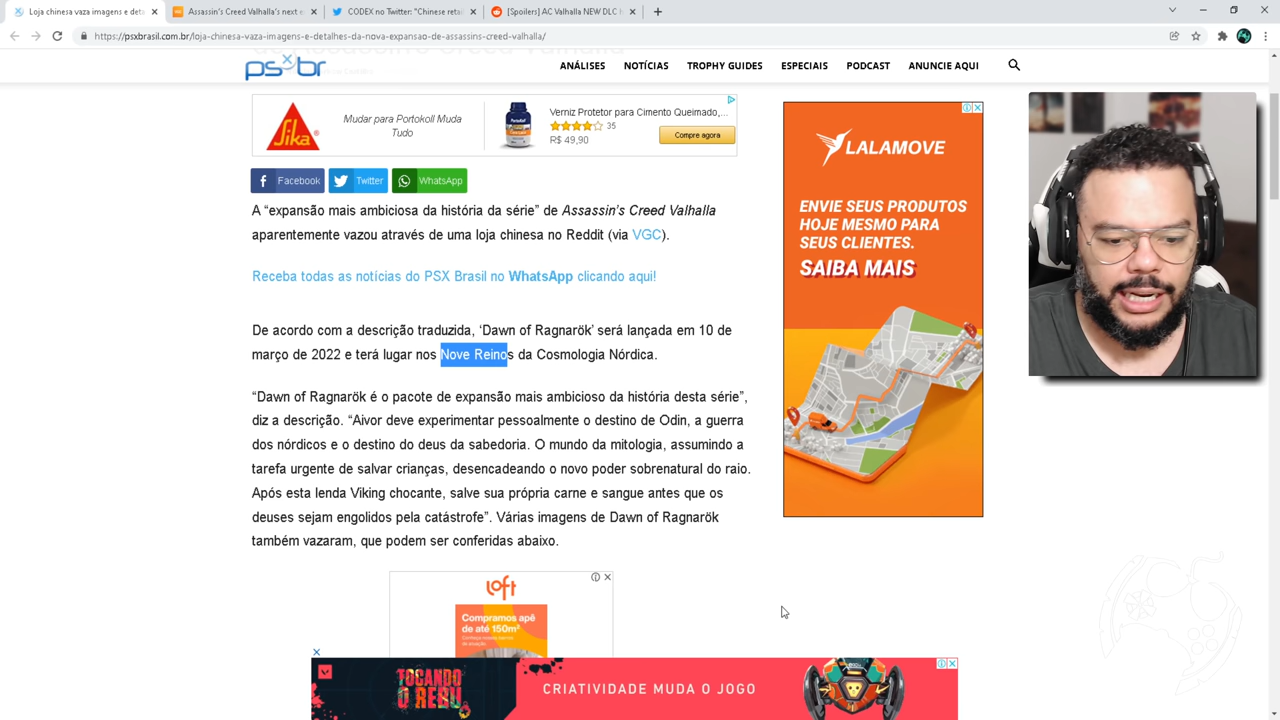 Loja chinesa vaza imagens e deta
Assassin's Creed Valhalla's next e
CODEX no Twitter: "Chinese retai
[Spoilers] AC Valhalla NEW DLC l
https://psxbrasil.com.br/loja-chinesa-vaza-imagens-e-detalhes-da-nova-expansao-de-assassins-creed-valhalla/
psxbr
ANÁLISES NOTÍCIAS TROPHY GUIDES ESPECIAIS PODCAST ANUNCIE AQUI
Sika
Mudar para Portokoll Muda
Tudo
Verniz Protetor para Cimento Queimado,...
35
R$ 49,90
Compre agora
Facebook Twitter WhatsApp
A “expansão mais ambiciosa da história da série” de Assassin’s Creed Valhalla
aparentemente vazou através de uma loja chinesa no Reddit (via VGC).
Receba todas as notícias do PSX Brasil no WhatsApp clicando aqui!
De acordo com a descrição traduzida, ‘Dawn of Ragnarök’ será lançada em 10 de
março de 2022 e terá lugar nos Nove Reinos da Cosmologia Nórdica.
“Dawn of Ragnarök é o pacote de expansão mais ambicioso da história desta série”,
diz a descrição. “Aivor deve experimentar pessoalmente o destino de Odin, a guerra
dos nórdicos e o destino do deus da sabedoria. O mundo da mitologia, assumindo a
tarefa urgente de salvar crianças, desencadeando o novo poder sobrenatural do raio.
Após esta lenda Viking chocante, salve sua própria carne e sangue antes que os
deuses sejam engolidos pela catástrofe”. Várias imagens de Dawn of Ragnarök
também vazaram, que podem ser conferidas abaixo.
LALAMOVE
ENVIE SEUS PRODUTOS
HOJE MESMO PARA
SEUS CLIENTES.
SAIBA MAIS
Loft
Compramos apê
de até 150m²
TOCANDO
O REBU
CRIATIVIDADE MUDA O JOGO